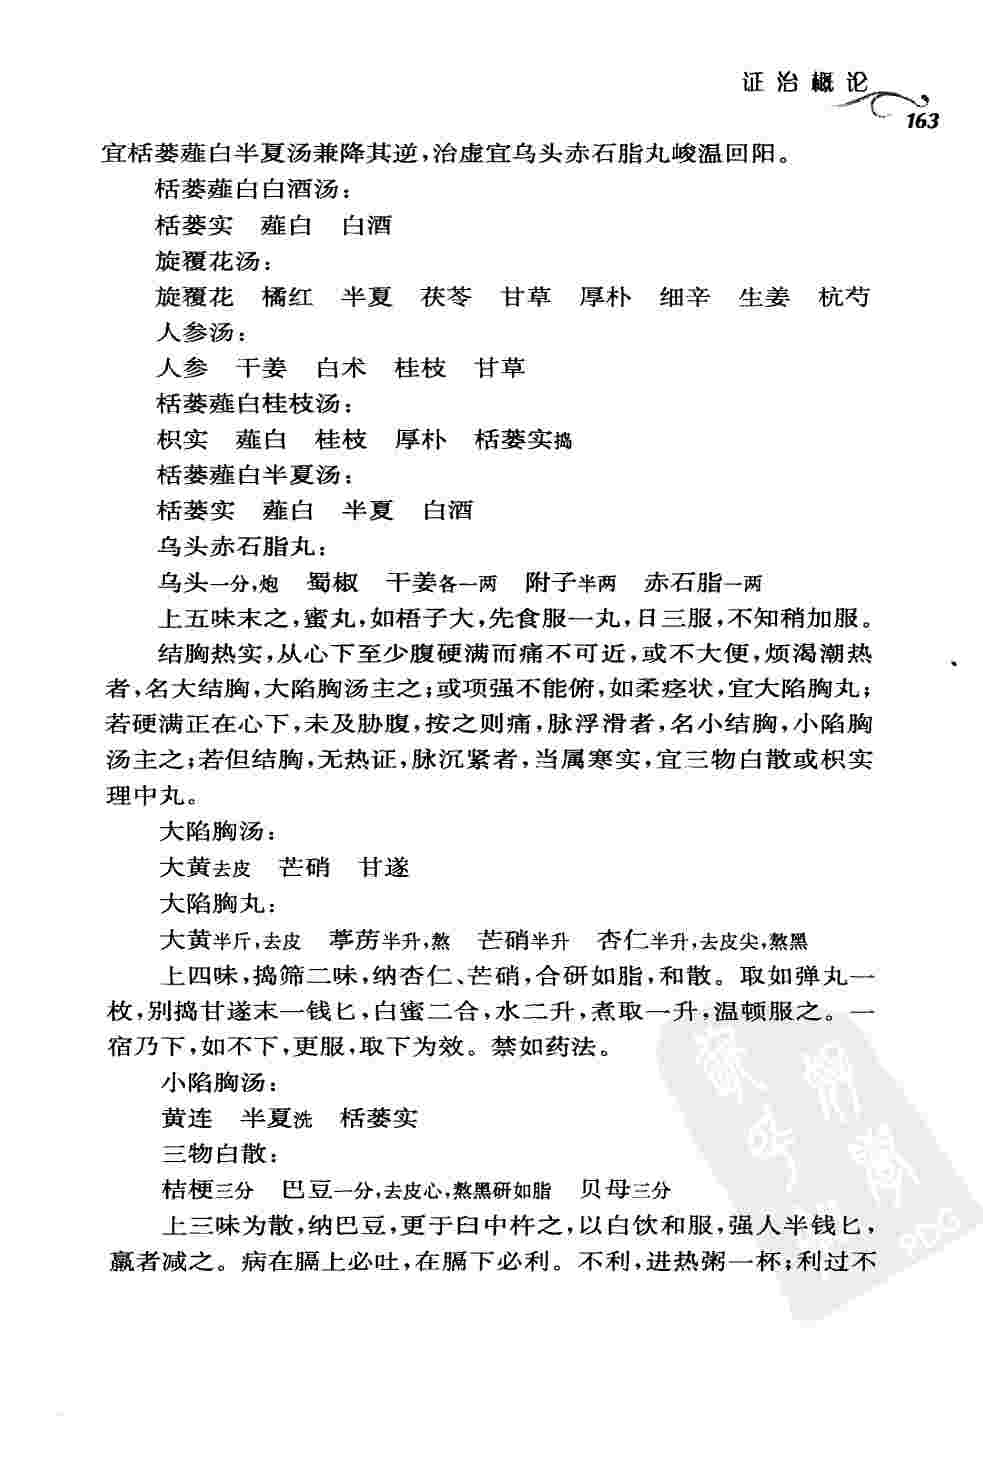 证治概论
163
宜栝蒌薤白半夏汤兼降其逆,治虚宜乌头赤石脂丸峻温回阳。
栝蒌薤白白酒汤:
栝蒌实 薤白 白酒
旋覆花汤:
旋覆花 橘红 半夏 茯苓 甘草 厚朴 细辛 生姜 杭芍
人参汤:
人参 干姜 白术 桂枝 甘草
栝蒌薤白桂枝汤:
枳实 薤白 桂枝 厚朴 栝蒌实捣
栝蒌薤白半夏汤:
栝蒌实 薤白 半夏 白酒
乌头赤石脂丸:
乌头一分,炮 蜀椒 干姜各一两 附子半两 赤石脂一两
上五味末之,蜜丸,如梧子大,先食服一丸,日三服,不知稍加服。
结胸热实,从心下至少腹硬满而痛不可近,或不大便,烦渴潮热
者,名大结胸,大陷胸汤主之;或项强不能俯,如柔痉状,宜大陷胸丸;
若硬满正在心下,未及胁腹,按之则痛,脉浮滑者,名小结胸,小陷胸
汤主之;若但结胸,无热证,脉沉紧者,当属寒实,宜三物白散或枳实
理中丸。
大陷胸汤:
大黄去皮 芒硝 甘遂
大陷胸丸:
大黄半斤,去皮 葶苈半升,熬 芒硝半升 杏仁半升,去皮尖,熬黑
上四味,捣筛二味,纳杏仁、芒硝,合研如脂,和散。取如弹丸一
枚,别捣甘遂末一钱匕,白蜜二合,水二升,煮取一升,温顿服之。一
宿乃下,如不下,更服,取下为效。禁如药法。
小陷胸汤:
黄连 半夏洗 栝蒌实
三物白散:
桔梗三分 巴豆一分,去皮心,熬黑研如脂 贝母三分
上三味为散,纳巴豆,更于臼中杵之,以白饮和服,强人半钱匕,
羸者减之。病在膈上必吐,在膈下必利。不利,进热粥一杯;利过不
PDG